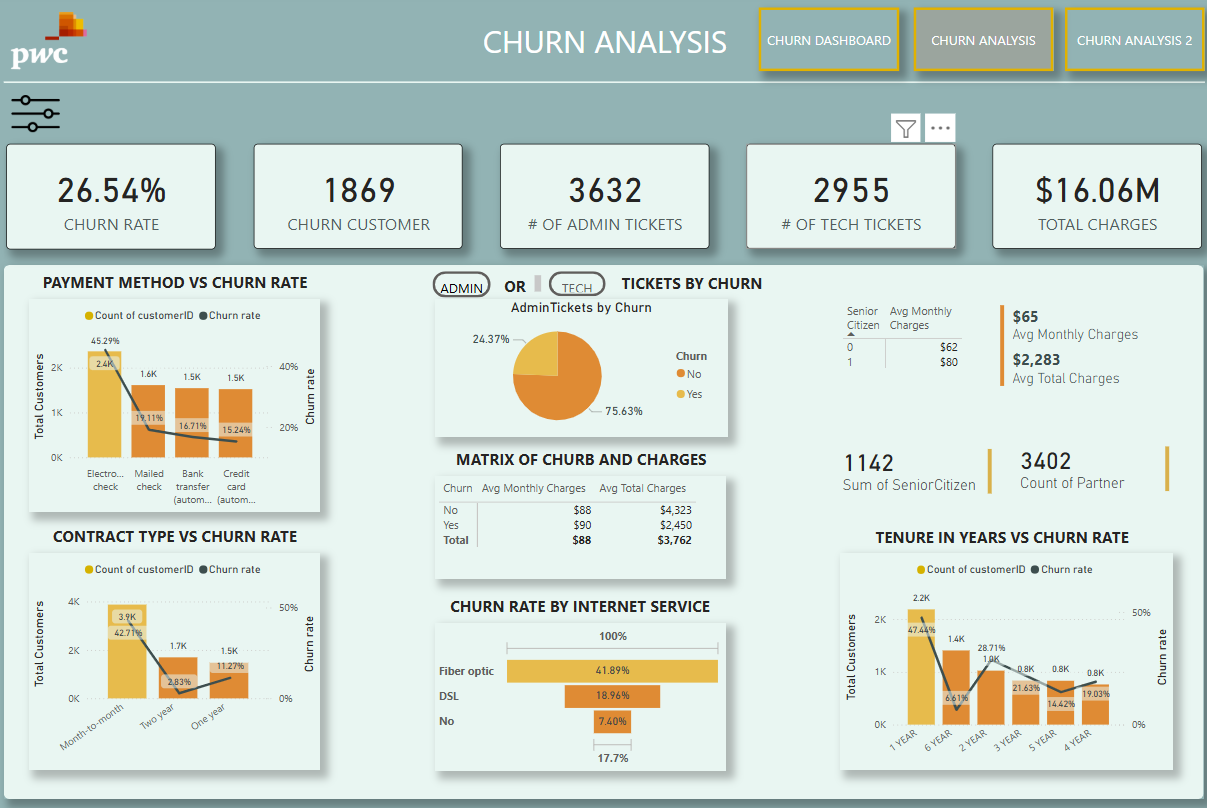 pwc
CHURN ANALYSIS
CHURN DASHBOARD
CHURN ANALYSIS
CHURN ANALYSIS 2
26.54%
CHURN RATE
1869
CHURN CUSTOMER
3632
# OF ADMIN TICKETS
2955
# OF TECH TICKETS
$16.06M
TOTAL CHARGES
PAYMENT METHOD VS CHURN RATE
Count of customerID Churn rate
Total Customers
2K
1K
0K
45.29%
2.4K
1.6K
1.5K
1.5K
19.11%
16.71%
15.24%
40%
20%
Churn rate
Electro...
check
Mailed
check
Bank
transfer
(autom...
Credit
card
(autom...
CONTRACT TYPE VS CHURN RATE
Count of customerID Churn rate
Total Customers
4K
2K
0K
3.9K
42.71%
1.7K
2.83%
1.5K
11.27%
50%
0%
Churn rate
Month-to-month
Two year
One year
ADMIN
OR
TECH
TICKETS BY CHURN
AdminTickets by Churn
24.37%
75.63%
Churn
No
Yes
MATRIX OF CHURB AND CHARGES
Churn Avg Monthly Charges Avg Total Charges
No $88 $4,323
Yes $90 $2,450
Total $88 $3,762
CHURN RATE BY INTERNET SERVICE
100%
Fiber optic 41.89%
DSL 18.96%
No 7.40%
17.7%
Senior
Citizen
Avg Monthly
Charges
0 $62
1 $80
$65
Avg Monthly Charges
$2,283
Avg Total Charges
1142
Sum of SeniorCitizen
3402
Count of Partner
TENURE IN YEARS VS CHURN RATE
Count of customerID Churn rate
Total Customers
2K
1K
0K
2.2K
47.44%
1.4K
6.61%
28.71%
1.0K
0.8K
21.63%
0.8K
14.42%
0.8K
19.03%
50%
0%
Churn rate
1 YEAR
6 YEAR
2 YEAR
3 YEAR
5 YEAR
4 YEAR